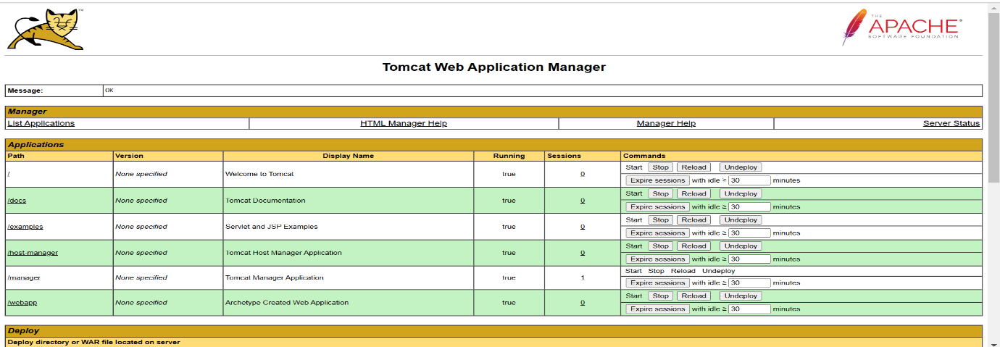 TM
THE
APACHE®
SOFTWARE FOUNDATION
Tomcat Web Application Manager
Message: OK
Manager
List Applications HTML Manager Help Manager Help Server Status
Applications
Path Version Display Name Running Sessions Commands
/ None specified Welcome to Tomcat true 0 Start Stop Reload Undeploy
Expire sessions with idle ≥ 30 minutes
/docs None specified Tomcat Documentation true 0 Start Stop Reload Undeploy
Expire sessions with idle ≥ 30 minutes
/examples None specified Servlet and JSP Examples true 0 Start Stop Reload Undeploy
Expire sessions with idle ≥ 30 minutes
/host-manager None specified Tomcat Host Manager Application true 0 Start Stop Reload Undeploy
Expire sessions with idle ≥ 30 minutes
/manager None specified Tomcat Manager Application true 1 Start Stop Reload Undeploy
Expire sessions with idle ≥ 30 minutes
/webapp None specified Archetype Created Web Application true 0 Start Stop Reload Undeploy
Expire sessions with idle ≥ 30 minutes
Deploy
Deploy directory or WAR file located on server